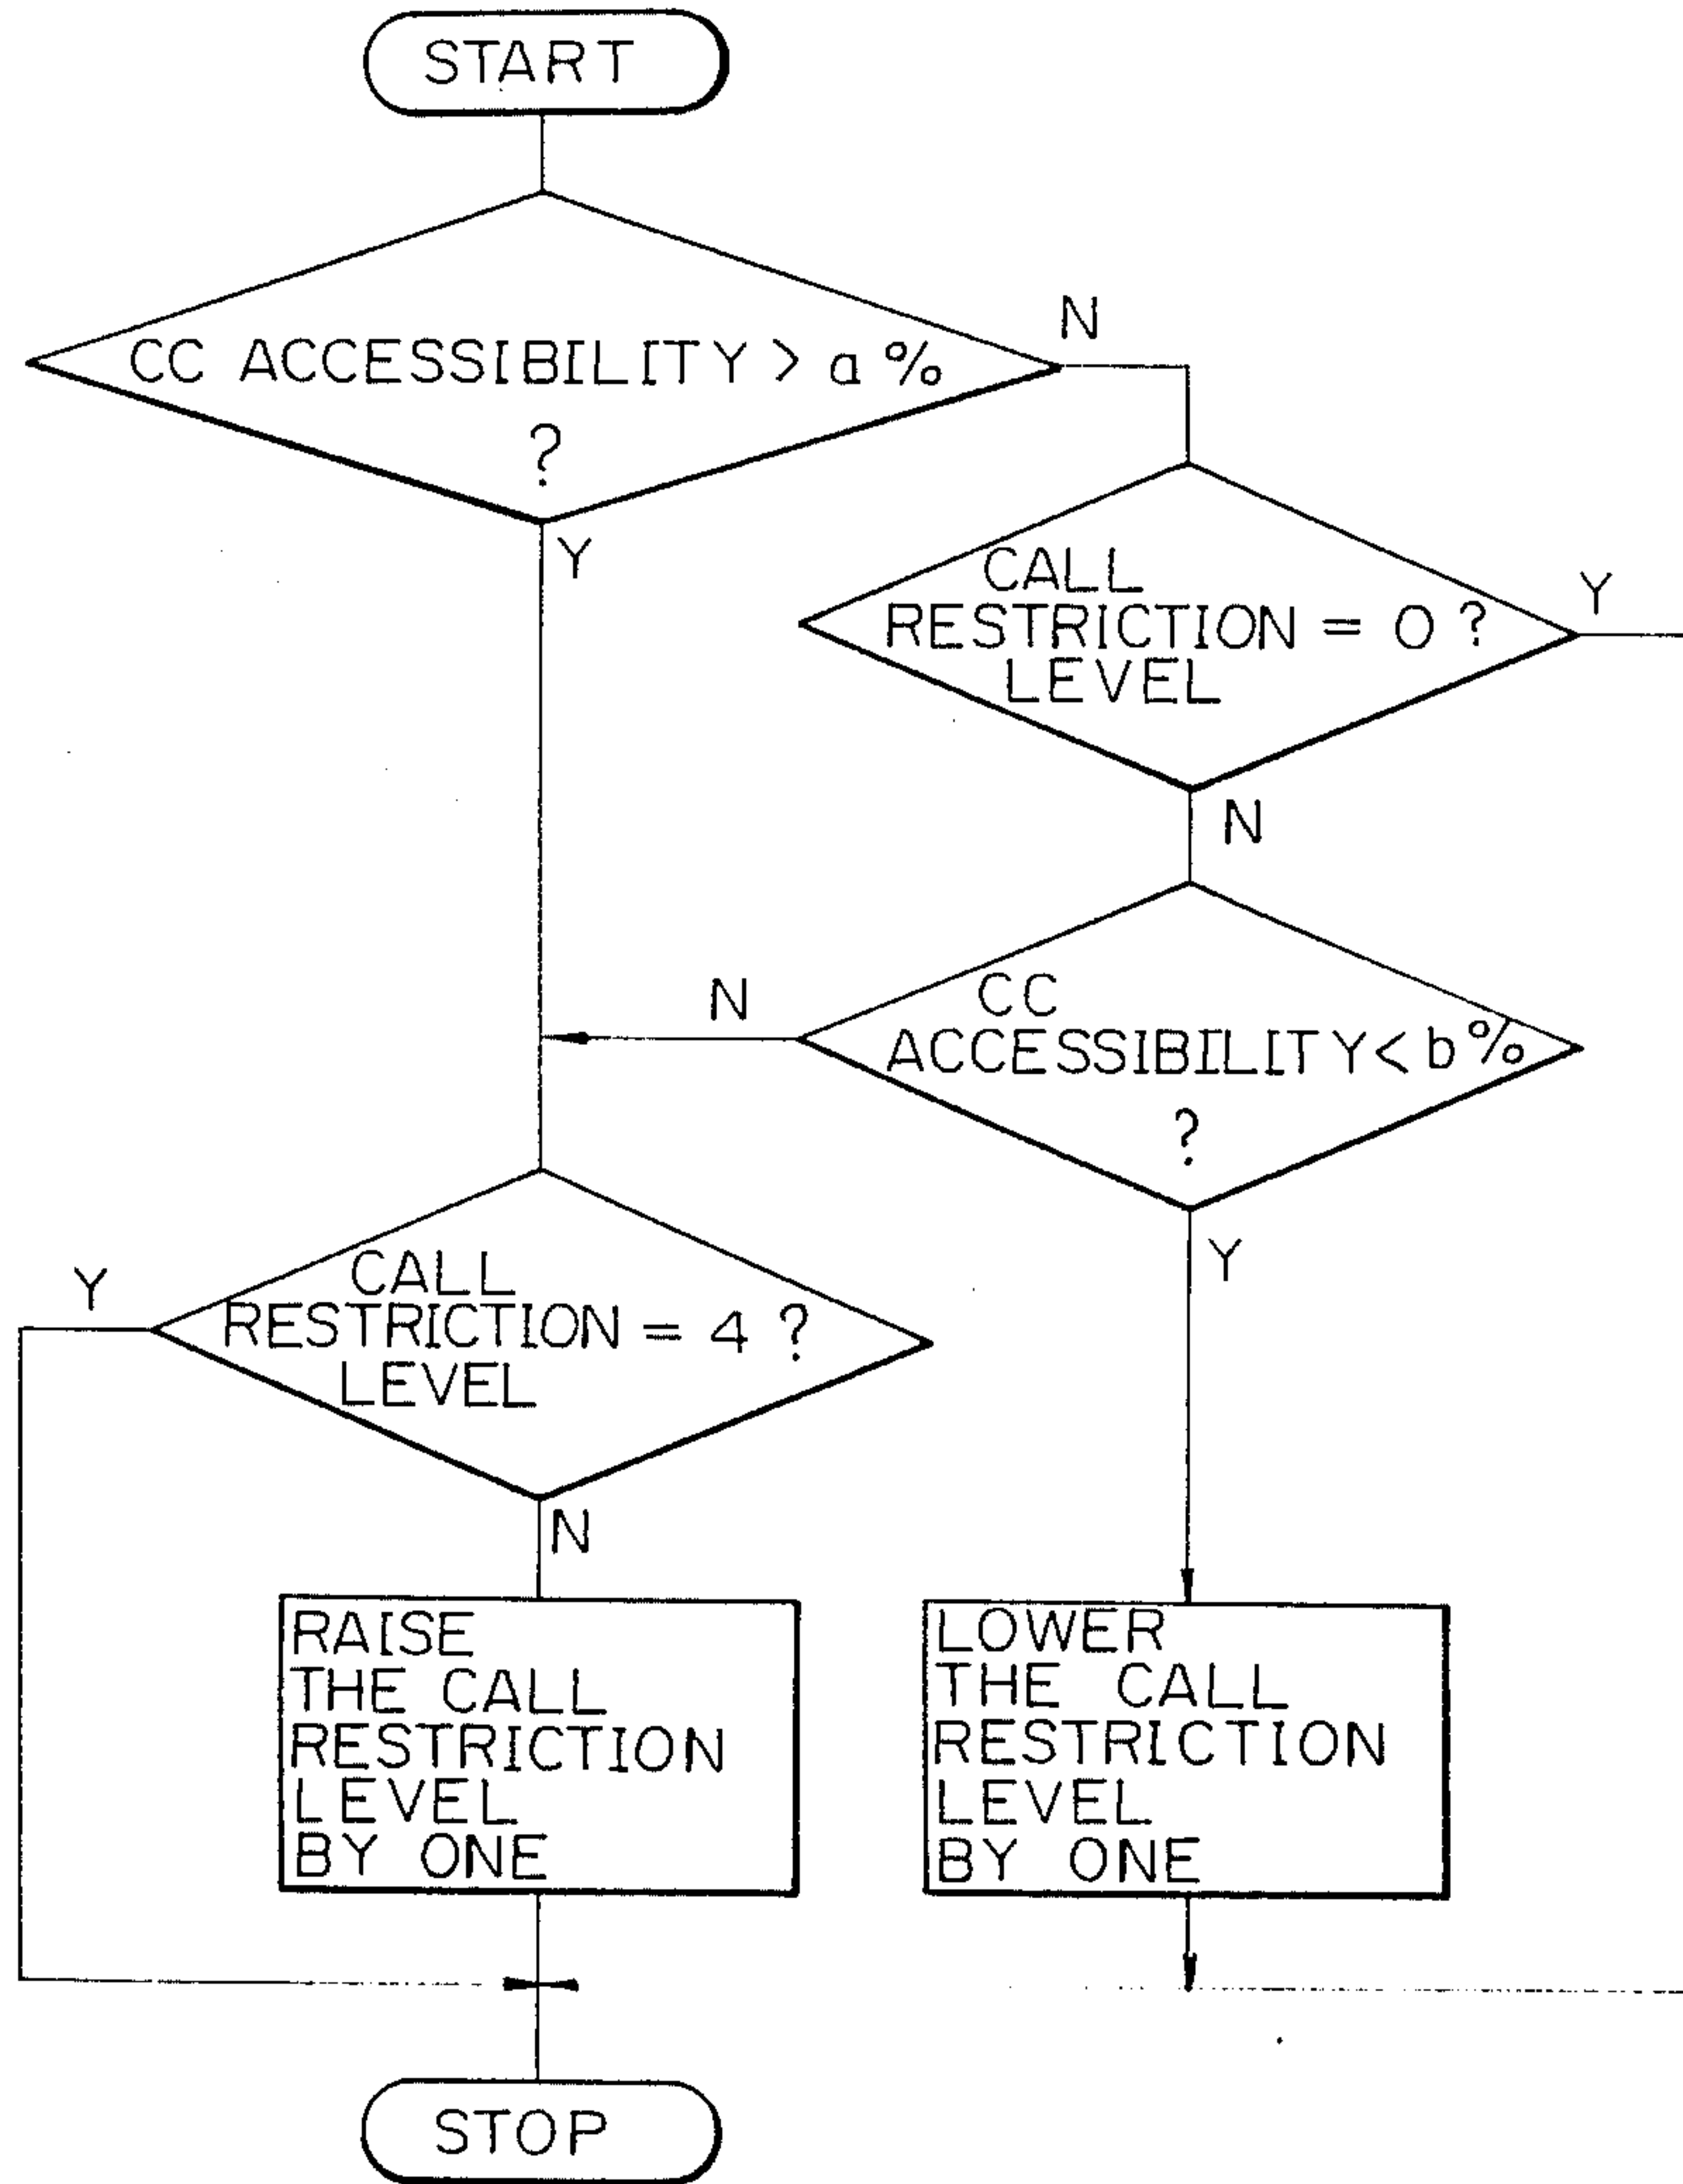 START
N
CC ACCESSIBILITY > a %
?
Y
CALL
RESTRICTION = 0 ?
LEVEL
Y
N
N
CC
ACCESSIBILITY < b %
?
Y
CALL
RESTRICTION = 4 ?
LEVEL
Y
N
RAISE
THE CALL
RESTRICTION
LEVEL
BY ONE
LOWER
THE CALL
RESTRICTION
LEVEL
BY ONE
STOP